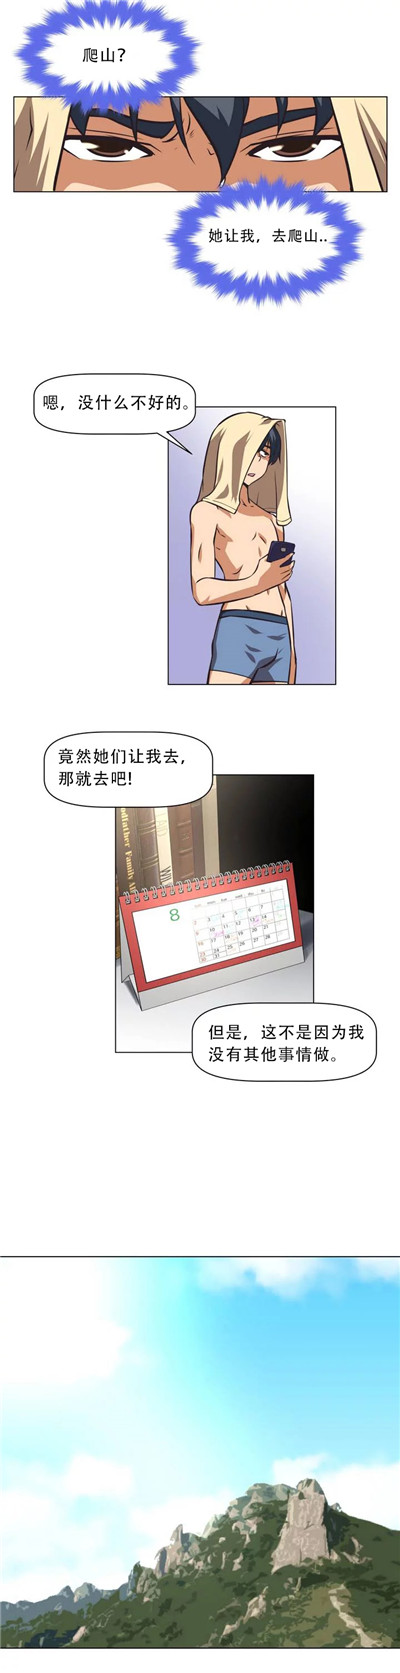 爬山？
她让我，去爬山..
嗯，没什么不好的。
竟然她们让我去，
那就去吧!
8
但是，这不是因为我
没有其他事情做。